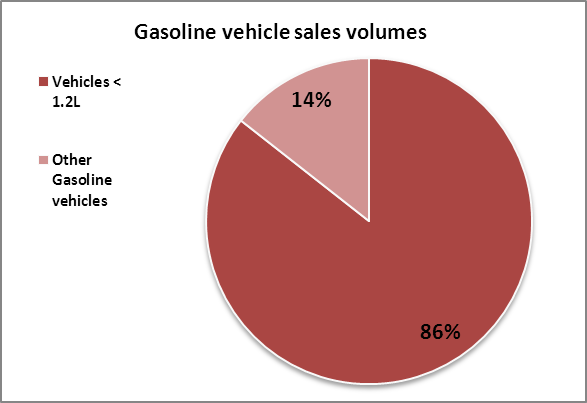 Gasoline vehicle sales volumes
Vehicles <
1.2L
14%
Other
Gasoline
vehicles
86%